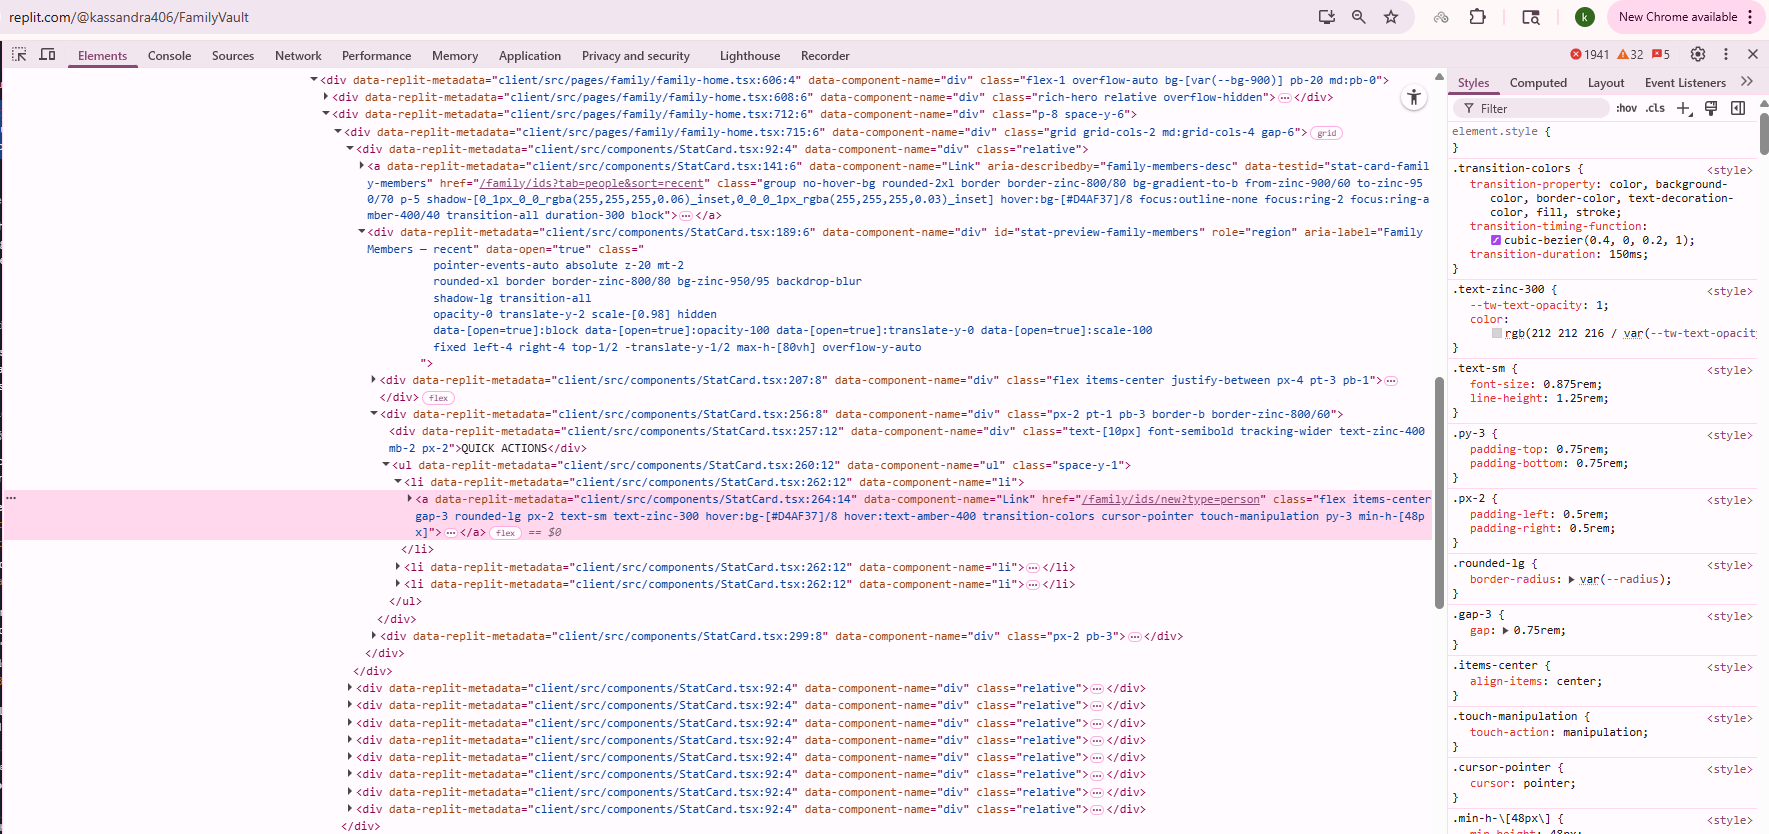 replit.com/@kassandra406/FamilyVault
k
New Chrome available
Elements Console Sources Network Performance Memory Application Privacy and security Lighthouse Recorder
1941 32 5
<div data-replit-metadata="client/src/pages/family/family-home.tsx:606:4" data-component-name="div" class="flex-1 overflow-auto bg-[var(--bg-900)] pb-20 md:pb-0">
<div data-replit-metadata="client/src/pages/family/family-home.tsx:608:6" data-component-name="div" class="rich-hero relative overflow-hidden">…</div>
<div data-replit-metadata="client/src/pages/family/family-home.tsx:712:6" data-component-name="div" class="p-8 space-y-6">
<div data-replit-metadata="client/src/pages/family/family-home.tsx:715:6" data-component-name="div" class="grid grid-cols-2 md:grid-cols-4 gap-6"> grid
<div data-replit-metadata="client/src/components/StatCard.tsx:92:4" data-component-name="div" class="relative">
<a data-replit-metadata="client/src/components/StatCard.tsx:141:6" data-component-name="Link" aria-describedby="family-members-desc" data-testid="stat-card-famil
y-members" href="/family/ids?tab=people&sort=recent" class="group no-hover-bg rounded-2xl border border-zinc-800/80 bg-gradient-to-b from-zinc-900/60 to-zinc-95
0/70 p-5 shadow-[0_1px_0_0_rgba(255,255,255,0.06)_inset,0_0_0_1px_rgba(255,255,255,0.03)_inset] hover:bg-[#D4AF37]/8 focus:outline-none focus:ring-2 focus:ring-a
mber-400/40 transition-all duration-300 block">…</a>
<div data-replit-metadata="client/src/components/StatCard.tsx:189:6" data-component-name="div" id="stat-preview-family-members" role="region" aria-label="Family
Members — recent" data-open="true" class="
pointer-events-auto absolute z-20 mt-2
rounded-xl border border-zinc-800/80 bg-zinc-950/95 backdrop-blur
shadow-lg transition-all
opacity-0 translate-y-2 scale-[0.98] hidden
data-[open=true]:block data-[open=true]:opacity-100 data-[open=true]:translate-y-0 data-[open=true]:scale-100
fixed left-4 right-4 top-1/2 -translate-y-1/2 max-h-[80vh] overflow-y-auto
">
<div data-replit-metadata="client/src/components/StatCard.tsx:207:8" data-component-name="div" class="flex items-center justify-between px-4 pt-3 pb-1">…
</div> flex
<div data-replit-metadata="client/src/components/StatCard.tsx:256:8" data-component-name="div" class="px-2 pt-1 pb-3 border-b border-zinc-800/60">
<div data-replit-metadata="client/src/components/StatCard.tsx:257:12" data-component-name="div" class="text-[10px] font-semibold tracking-wider text-zinc-400
mb-2 px-2">QUICK ACTIONS</div>
<ul data-replit-metadata="client/src/components/StatCard.tsx:260:12" data-component-name="ul" class="space-y-1">
<li data-replit-metadata="client/src/components/StatCard.tsx:262:12" data-component-name="li">
… <a data-replit-metadata="client/src/components/StatCard.tsx:264:14" data-component-name="Link" href="/family/ids/new?type=person" class="flex items-center
gap-3 rounded-lg px-2 text-sm text-zinc-300 hover:bg-[#D4AF37]/8 hover:text-amber-400 transition-colors cursor-pointer touch-manipulation py-3 min-h-[48p
x]">…</a> flex == $0
</li>
<li data-replit-metadata="client/src/components/StatCard.tsx:262:12" data-component-name="li">…</li>
<li data-replit-metadata="client/src/components/StatCard.tsx:262:12" data-component-name="li">…</li>
</ul>
</div>
<div data-replit-metadata="client/src/components/StatCard.tsx:299:8" data-component-name="div" class="px-2 pb-3">…</div>
</div>
</div>
<div data-replit-metadata="client/src/components/StatCard.tsx:92:4" data-component-name="div" class="relative">…</div>
<div data-replit-metadata="client/src/components/StatCard.tsx:92:4" data-component-name="div" class="relative">…</div>
<div data-replit-metadata="client/src/components/StatCard.tsx:92:4" data-component-name="div" class="relative">…</div>
<div data-replit-metadata="client/src/components/StatCard.tsx:92:4" data-component-name="div" class="relative">…</div>
<div data-replit-metadata="client/src/components/StatCard.tsx:92:4" data-component-name="div" class="relative">…</div>
<div data-replit-metadata="client/src/components/StatCard.tsx:92:4" data-component-name="div" class="relative">…</div>
<div data-replit-metadata="client/src/components/StatCard.tsx:92:4" data-component-name="div" class="relative">…</div>
<div data-replit-metadata="client/src/components/StatCard.tsx:92:4" data-component-name="div" class="relative">…</div>
</div>
Styles Computed Layout Event Listeners
Filter :hov .cls
element.style {
}
.transition-colors { <style>
transition-property: color, background-
color, border-color, text-decoration-
color, fill, stroke;
transition-timing-function:
cubic-bezier(0.4, 0, 0.2, 1);
transition-duration: 150ms;
}
.text-zinc-300 { <style>
--tw-text-opacity: 1;
color:
rgb(212 212 216 / var(--tw-text-opacity
}
.text-sm { <style>
font-size: 0.875rem;
line-height: 1.25rem;
}
.py-3 { <style>
padding-top: 0.75rem;
padding-bottom: 0.75rem;
}
.px-2 { <style>
padding-left: 0.5rem;
padding-right: 0.5rem;
}
.rounded-lg { <style>
border-radius: var(--radius);
}
.gap-3 { <style>
gap: 0.75rem;
}
.items-center { <style>
align-items: center;
}
.touch-manipulation { <style>
touch-action: manipulation;
}
.cursor-pointer { <style>
cursor: pointer;
}
.min-h-\[48px\] { <style>
min-height: 48px;